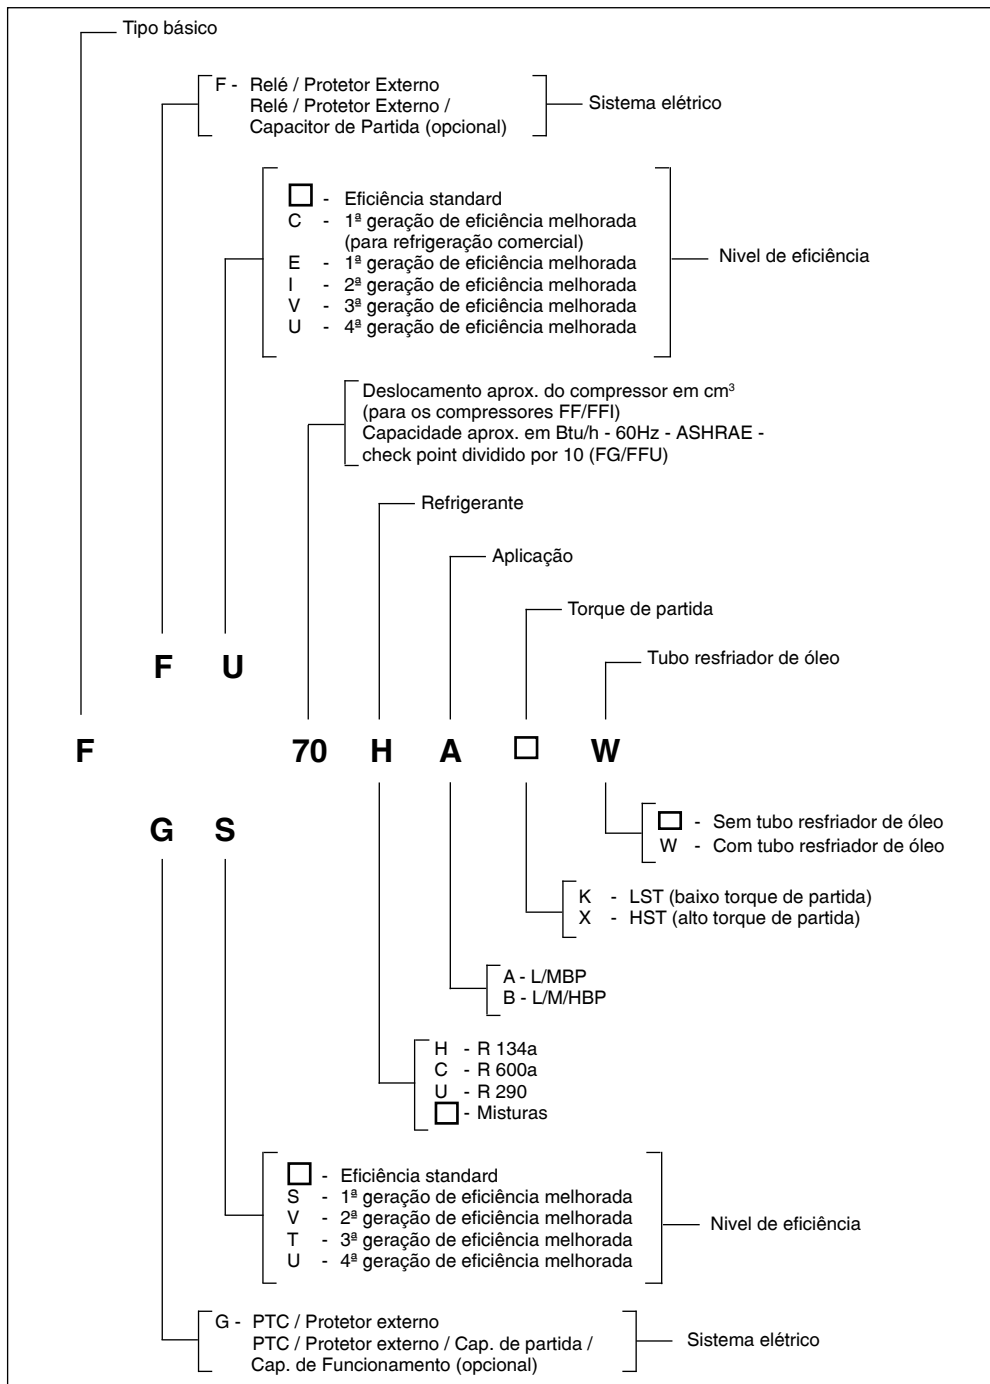 Tipo básico
F - Relé / Protetor Externo
Relé / Protetor Externo /
Capacitor de Partida (opcional)
Sistema elétrico
- Eficiência standard
C - 1ª geração de eficiência melhorada
(para refrigeração comercial)
E - 1ª geração de eficiência melhorada
I - 2ª geração de eficiência melhorada
V - 3ª geração de eficiência melhorada
U - 4ª geração de eficiência melhorada
Nivel de eficiência
Deslocamento aprox. do compressor em cm³
(para os compressores FF/FFI)
Capacidade aprox. em Btu/h - 60Hz - ASHRAE -
check point dividido por 10 (FG/FFU)
Refrigerante
Aplicação
Torque de partida
Tubo resfriador de óleo
F U
F 70 H A □ W
G S
□ - Sem tubo resfriador de óleo
W - Com tubo resfriador de óleo
K - LST (baixo torque de partida)
X - HST (alto torque de partida)
A - L/MBP
B - L/M/HBP
H - R 134a
C - R 600a
U - R 290
□ - Misturas
□ - Eficiência standard
S - 1ª geração de eficiência melhorada
V - 2ª geração de eficiência melhorada
T - 3ª geração de eficiência melhorada
U - 4ª geração de eficiência melhorada
Nivel de eficiência
G - PTC / Protetor externo
PTC / Protetor externo / Cap. de partida /
Cap. de Funcionamento (opcional)
Sistema elétrico